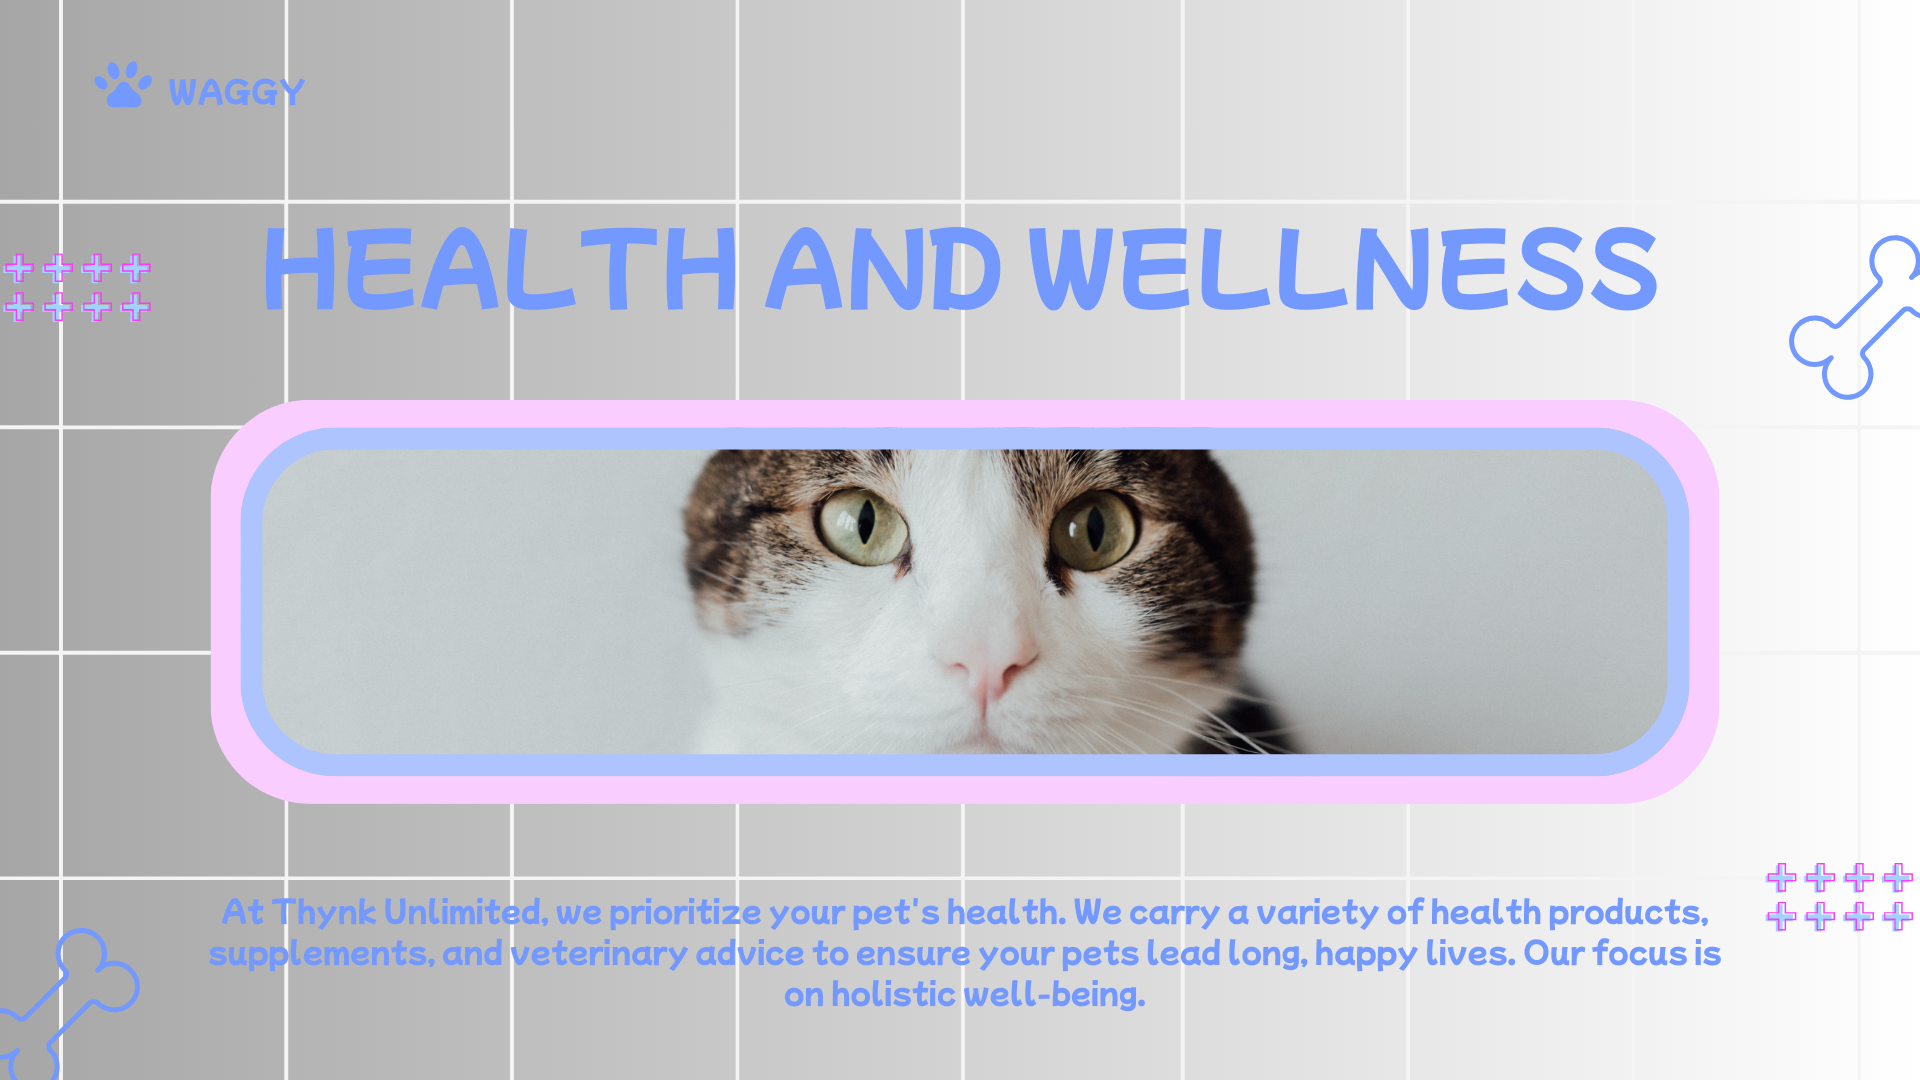 WAGGY
HEALTH AND WELLNESS
At Thynk Unlimited, we prioritize your pet's health. We carry a variety of health products,
supplements, and veterinary advice to ensure your pets lead long, happy lives. Our focus is
on holistic well-being.